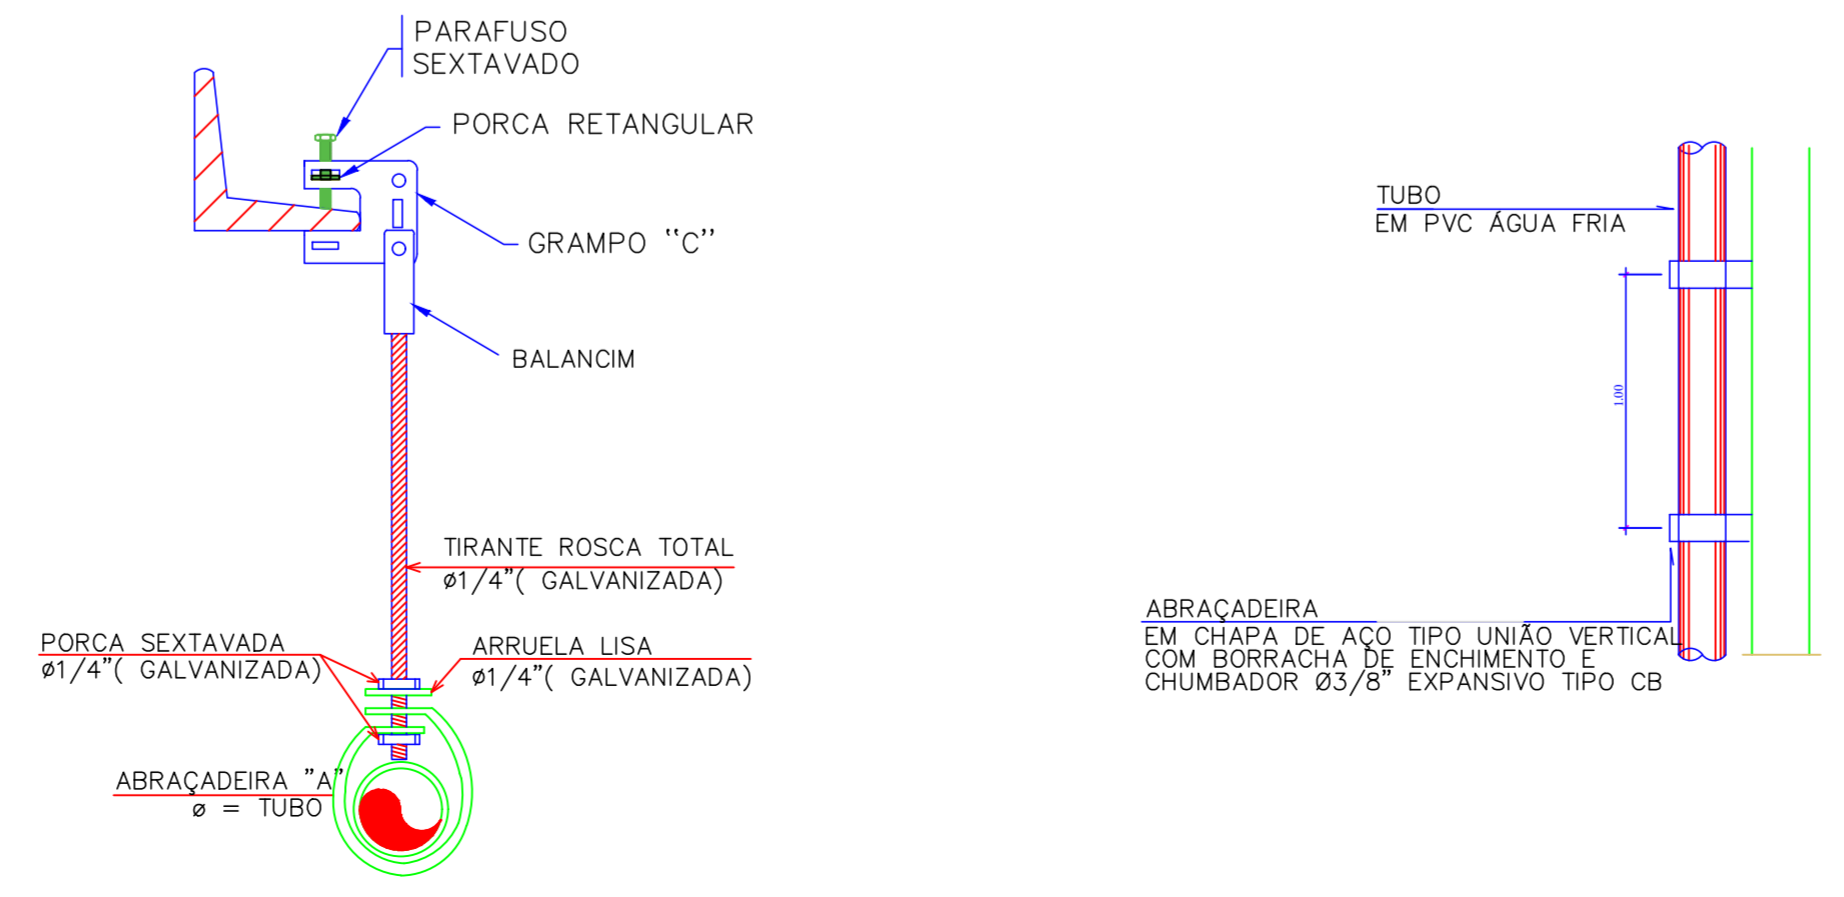 PARAFUSO
SEXTAVADO
PORCA RETANGULAR
GRAMPO "C"
BALANCIM
TIRANTE ROSCA TOTAL
Ø1/4"( GALVANIZADA)
PORCA SEXTAVADA
Ø1/4"( GALVANIZADA)
ARRUELA LISA
Ø1/4"( GALVANIZADA)
ABRAÇADEIRA "A"
ø = TUBO
TUBO
EM PVC ÁGUA FRIA
1.00
ABRAÇADEIRA
EM CHAPA DE AÇO TIPO UNIÃO VERTICAL
COM BORRACHA DE ENCHIMENTO E
CHUMBADOR Ø3/8" EXPANSIVO TIPO CB